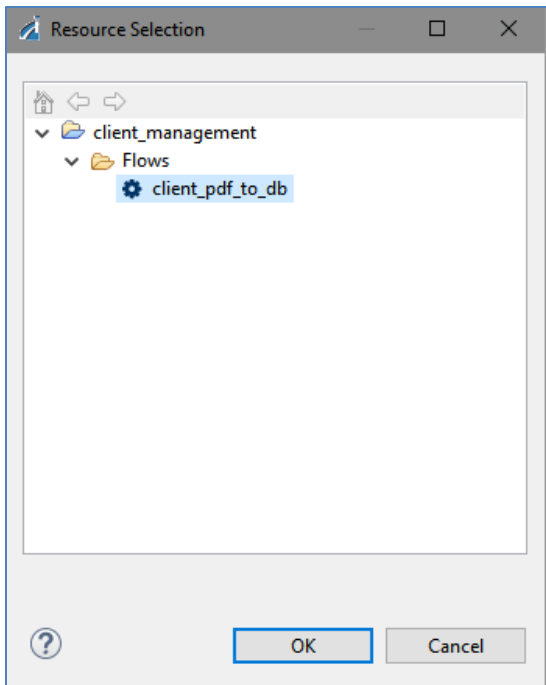 Resource Selection
client_management
Flows
client_pdf_to_db
?
OK
Cancel